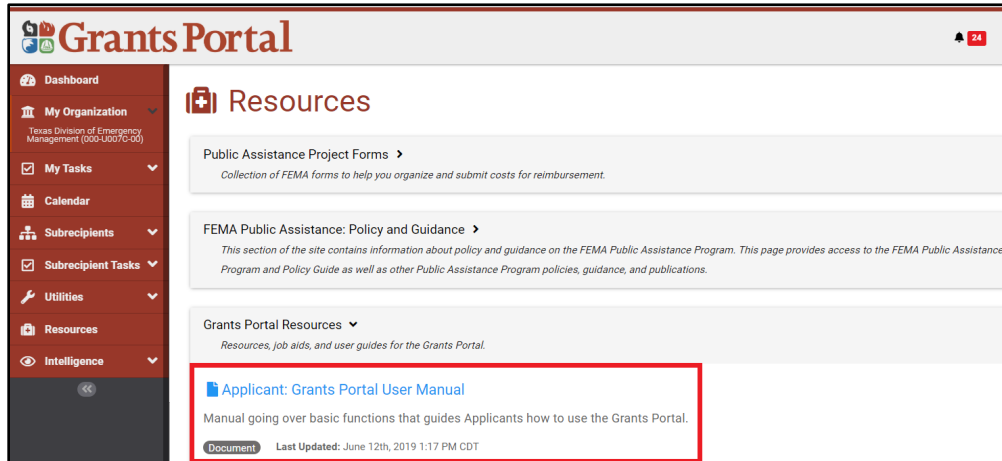 Grants Portal
24
Dashboard
My Organization
Texas Division of Emergency
Management (000-U007C-00)
My Tasks
Calendar
Subrecipients
Subrecipient Tasks
Utilities
Resources
Intelligence
Resources
Public Assistance Project Forms
Collection of FEMA forms to help you organize and submit costs for reimbursement.
FEMA Public Assistance: Policy and Guidance
This section of the site contains information about policy and guidance on the FEMA Public Assistance Program. This page provides access to the FEMA Public Assistance
Program and Policy Guide as well as other Public Assistance Program policies, guidance, and publications.
Grants Portal Resources
Resources, job aids, and user guides for the Grants Portal.
Applicant: Grants Portal User Manual
Manual going over basic functions that guides Applicants how to use the Grants Portal.
Document Last Updated: June 12th, 2019 1:17 PM CDT